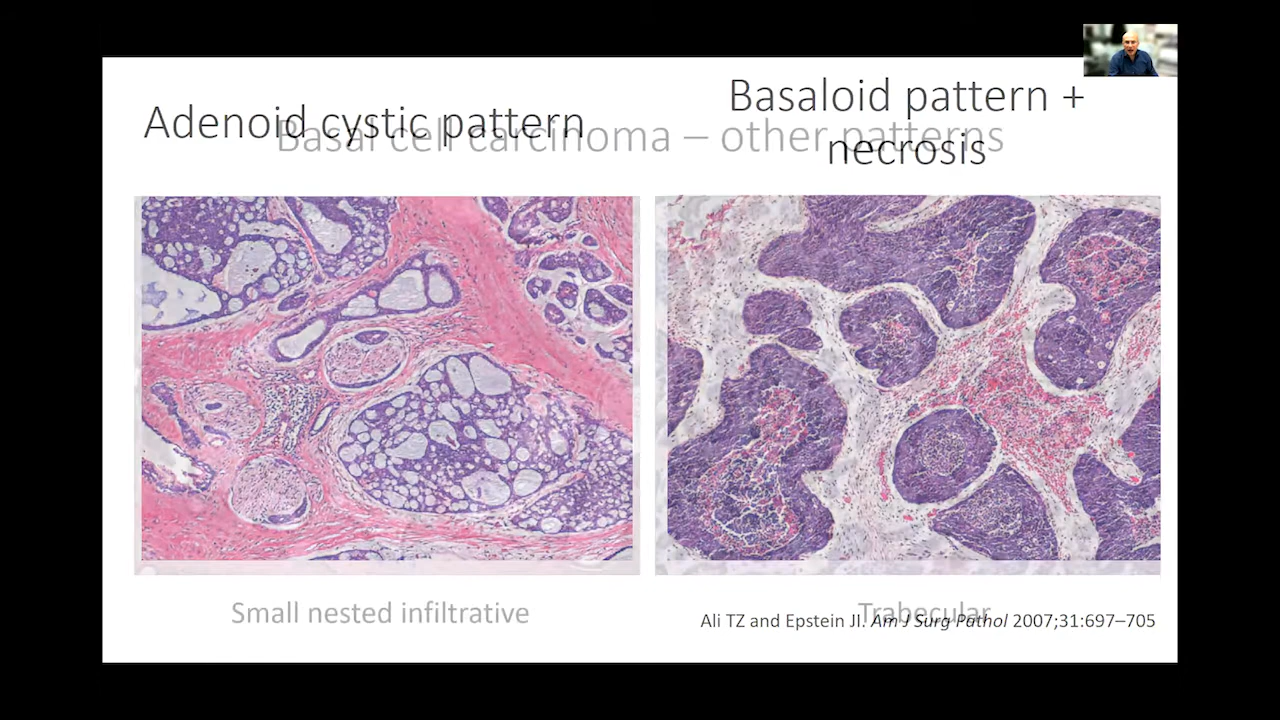 Adenoid cystic pattern
Basaloid pattern +
necrosis
Basal cell carcinoma – other patterns
Small nested infiltrative
Trabecular
Ali TZ and Epstein JI. Am J Surg Pathol 2007;31:697–705